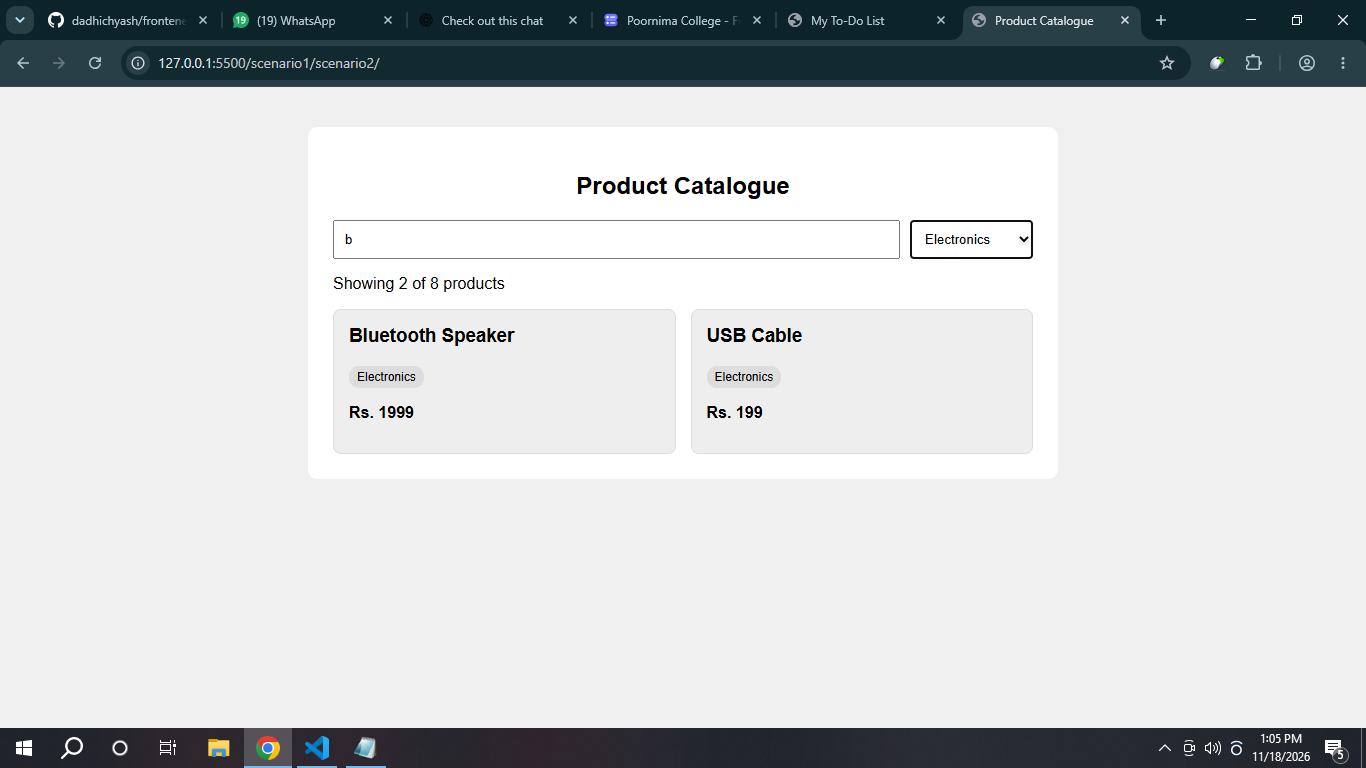 dadhichyash/frontene
19
(19) WhatsApp
Check out this chat
Poornima College - F
My To-Do List
Product Catalogue
127.0.0.1:5500/scenario1/scenario2/
Product Catalogue
b
Electronics
Showing 2 of 8 products
Bluetooth Speaker
Electronics
Rs. 1999
USB Cable
Electronics
Rs. 199
1:05 PM
11/18/2026
5